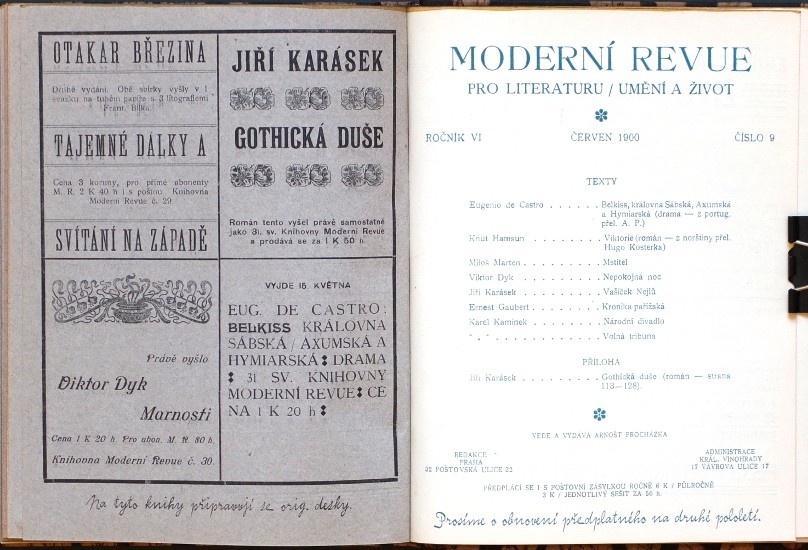 OTAKAR BŘEZINA
Druhé vydání. Obě sbírky vyšly v 1
svazku na tuhém papíře s 3 litografiemi
Frant. Bílka.
TAJEMNÉ DÁLKY A
Cena 3 koruny, pro přímé abonenty
M. R. 2 K 40 h i s poštou. Knihovna
Moderní Revue č. 29
SVÍTÁNÍ NA ZÁPADĚ
JIŘÍ KARÁSEK
GOTHICKÁ DUŠE
Román tento vyšel právě samostatně
jako 3i. sv. Knihovny Moderní Revue
a prodává se za 1 K 50 h.
Právě vyšlo
Viktor Dyk
Marnosti
Cena 1 K 20 h. Pro abon. M. R. 80 h.
Knihovna Moderní Revue č. 30.
VYJDE 15. KVĚTNA
EUG. DE CASTRO:
BELKISS KRÁLOVNA
SÁBSKÁ / AXUMSKÁ A
HYMIARSKÁ DRAMA
31 SV. KNIHOVNY
MODERNÍ REVUE CE
NA 1 K 20 h
Na tyto knihy připravojí se orig. desky.
MODERNÍ REVUE
PRO LITERATURU / UMĚNÍ A ŽIVOT
ROČNÍK VI ČERVEN 1900 ČÍSLO 9
TEXTY
Eugenio de Castro . . . . . . Belkiss, královna Sábská, Axumská
a Hymiarská (drama — z portug.
přel. A. P.)
Knut Hamsun . . . . . . . . Viktorie (román — z norštiny přel.
Hugo Kosterka)
Miloš Marten . . . . . . . . . Mstitel
Viktor Dyk . . . . . . . . . . Nepokojná noc
Jiří Karásek . . . . . . . . . Vašíček Nejlů
Ernest Gaubert . . . . . . . . Kronika pařížská
Karel Kamínek . . . . . . . . Národní divadlo
" . " . . . . . . . . . . . Volná tribuna
PŘÍLOHA
Jiří Karásek . . . . . . . . . Gothická duše (román — strana
113—128).
VEDE A VYDÁVÁ ARNOŠT PROCHÁZKA
REDAKCE
PRAHA
22 POŠTOVSKÁ ULICE 22
ADMINISTRACE
KRÁL. VINOHRADY
17 VÁVROVA ULICE 17
PŘEDPLÁCÍ SE I S POŠTOVNÍ ZÁSYLKOU ROČNĚ 6 K / PŮLROČNĚ
3 K / JEDNOTLIVÝ SEŠIT ZA 50 h.
Prosíme o obnovení předplatného na druhé pololetí.